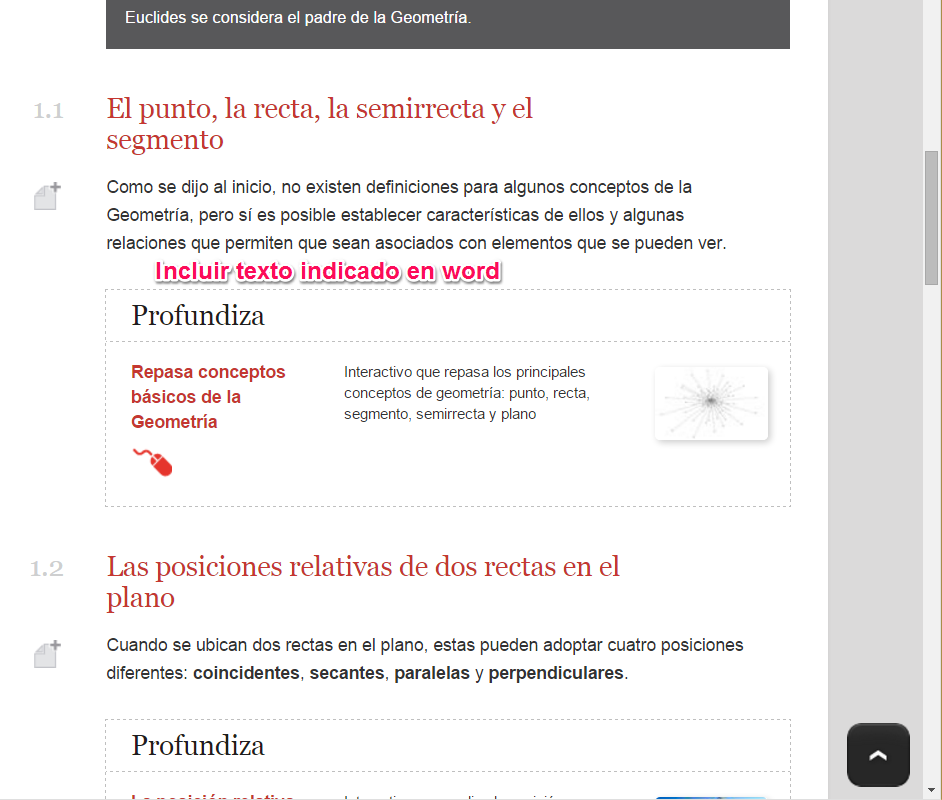 Euclides se considera el padre de la Geometría.
1.1
El punto, la recta, la semirrecta y el
segmento
Como se dijo al inicio, no existen definiciones para algunos conceptos de la
Geometría, pero sí es posible establecer características de ellos y algunas
relaciones que permiten que sean asociados con elementos que se pueden ver.
Incluir texto indicado en word
Profundiza
Repasa conceptos
básicos de la
Geometría
Interactivo que repasa los principales
conceptos de geometría: punto, recta,
segmento, semirrecta y plano
1.2
Las posiciones relativas de dos rectas en el
plano
Cuando se ubican dos rectas en el plano, estas pueden adoptar cuatro posiciones
diferentes: coincidentes, secantes, paralelas y perpendiculares.
Profundiza
La posición relativa